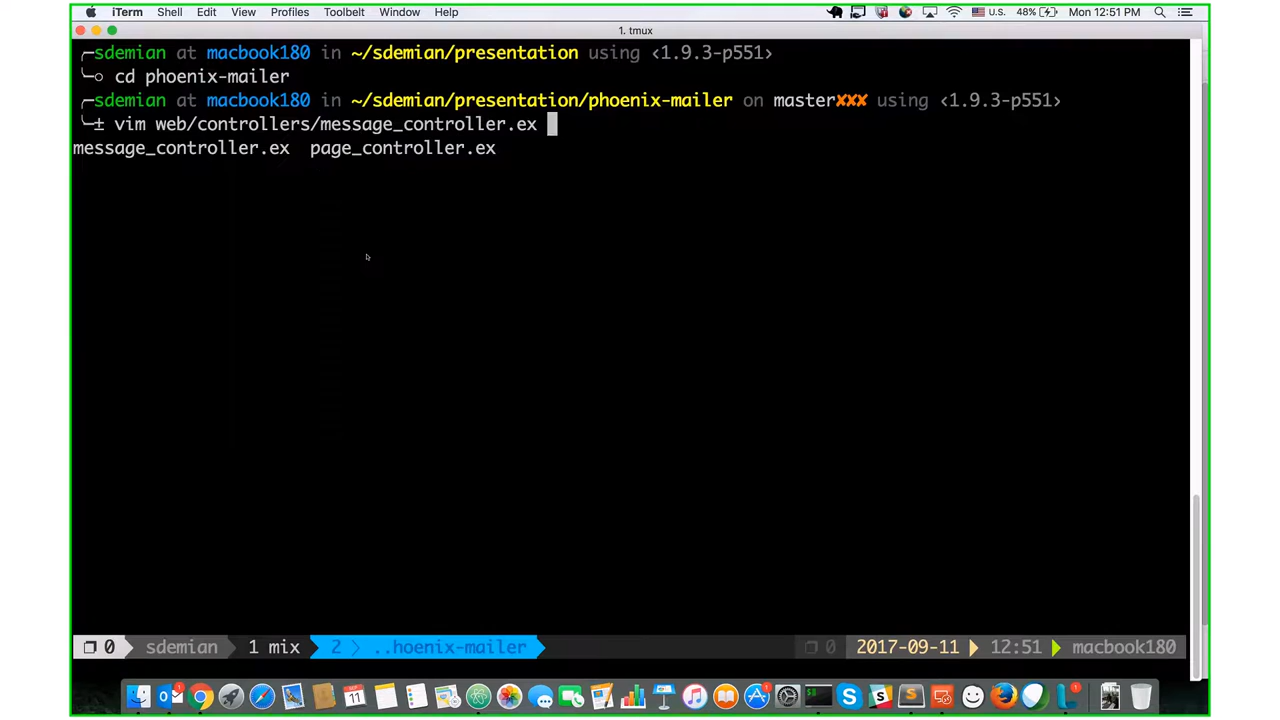 iTerm Shell Edit View Profiles Toolbelt Window Help U.S. 48% Mon 12:51 PM
1. tmux
sdemian at macbook180 in ~/sdemian/presentation using <1.9.3-p551>
cd phoenix-mailer
sdemian at macbook180 in ~/sdemian/presentation/phoenix-mailer on master✘✘✘ using <1.9.3-p551>
± vim web/controllers/message_controller.ex
message_controller.ex page_controller.ex
0 sdemian 1 mix 2 ..hoenix-mailer 0 2017-09-11 12:51 macbook180